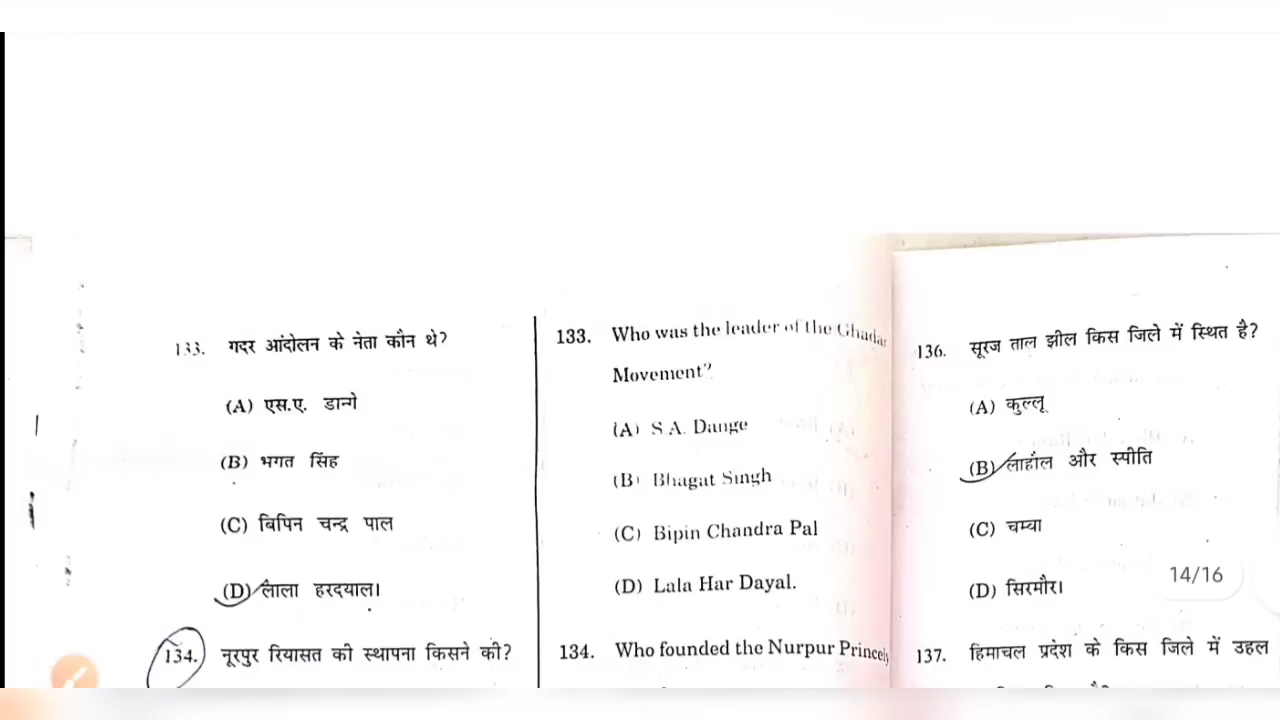 133. गदर आंदोलन के नेता कौन थे?
(A) एस.ए. डान्गे
(B) भगत सिंह
(C) बिपिन चन्द्र पाल
(D) लाला हरदयाल।
134. नूरपुर रियासत की स्थापना किसने की?
133. Who was the leader of the Ghadar
Movement?
(A) S.A. Dange
(B) Bhagat Singh
(C) Bipin Chandra Pal
(D) Lala Har Dayal.
134. Who founded the Nurpur Princely
136. सूरज ताल झील किस जिले में स्थित है?
(A) कुल्लू
(B) लाहौल और स्पीति
(C) चम्बा
(D) सिरमौर।
14/16
137. हिमाचल प्रदेश के किस जिले में उहल